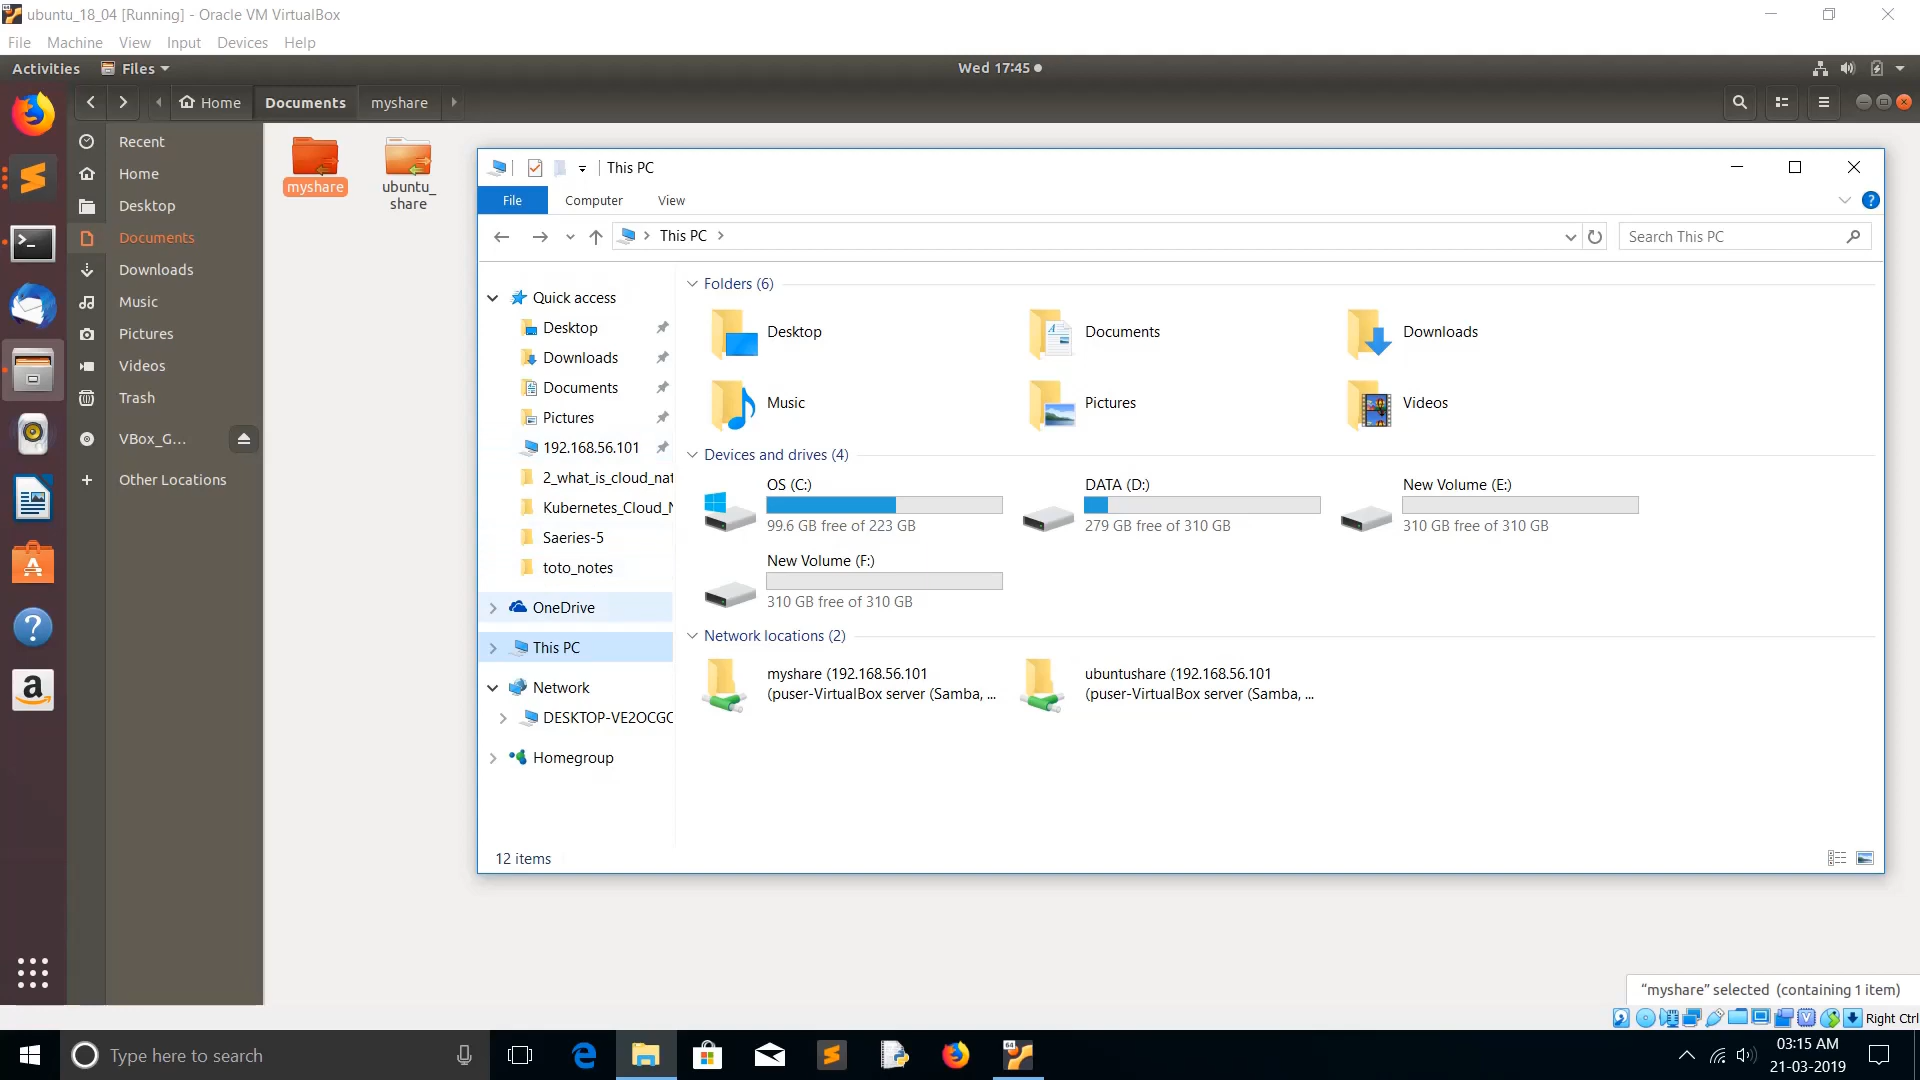 ubuntu_18_04 [Running] - Oracle VM VirtualBox
File Machine View Input Devices Help
Activities Files Wed 17:45
Home Documents myshare
Recent
Home
Desktop
Documents
Downloads
Music
Pictures
Videos
Trash
VBox_G...
Other Locations
myshare
ubuntu_
share
This PC
File Computer View
This PC
Search This PC
Quick access
Desktop
Downloads
Documents
Pictures
192.168.56.101
2_what_is_cloud_nat
Kubernetes_Cloud_N
Saeries-5
toto_notes
OneDrive
This PC
Network
DESKTOP-VE2OCGC
Homegroup
Folders (6)
Desktop
Documents
Downloads
Music
Pictures
Videos
Devices and drives (4)
OS (C:)
99.6 GB free of 223 GB
DATA (D:)
279 GB free of 310 GB
New Volume (E:)
310 GB free of 310 GB
New Volume (F:)
310 GB free of 310 GB
Network locations (2)
myshare (192.168.56.101
(puser-VirtualBox server (Samba, ...
ubuntushare (192.168.56.101
(puser-VirtualBox server (Samba, ...
12 items
“myshare” selected (containing 1 item)
Right Ctrl
Type here to search
03:15 AM
21-03-2019